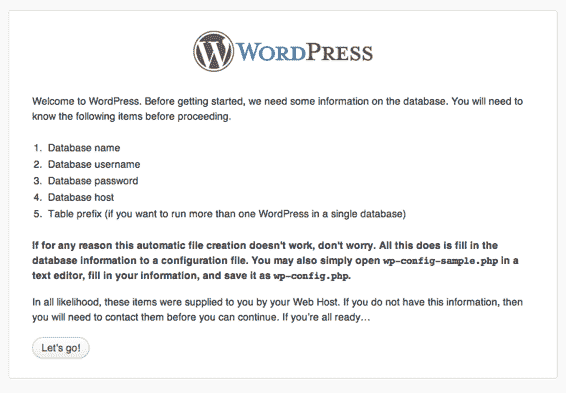 WORDPRESS
Welcome to WordPress. Before getting started, we need some information on the database. You will need to
know the following items before proceeding.
1. Database name
2. Database username
3. Database password
4. Database host
5. Table prefix (if you want to run more than one WordPress in a single database)
If for any reason this automatic file creation doesn't work, don't worry. All this does is fill in the
database information to a configuration file. You may also simply open wp-config-sample.php in a
text editor, fill in your information, and save it as wp-config.php.
In all likelihood, these items were supplied to you by your Web Host. If you do not have this information, then
you will need to contact them before you can continue. If you're all ready…
Let's go!